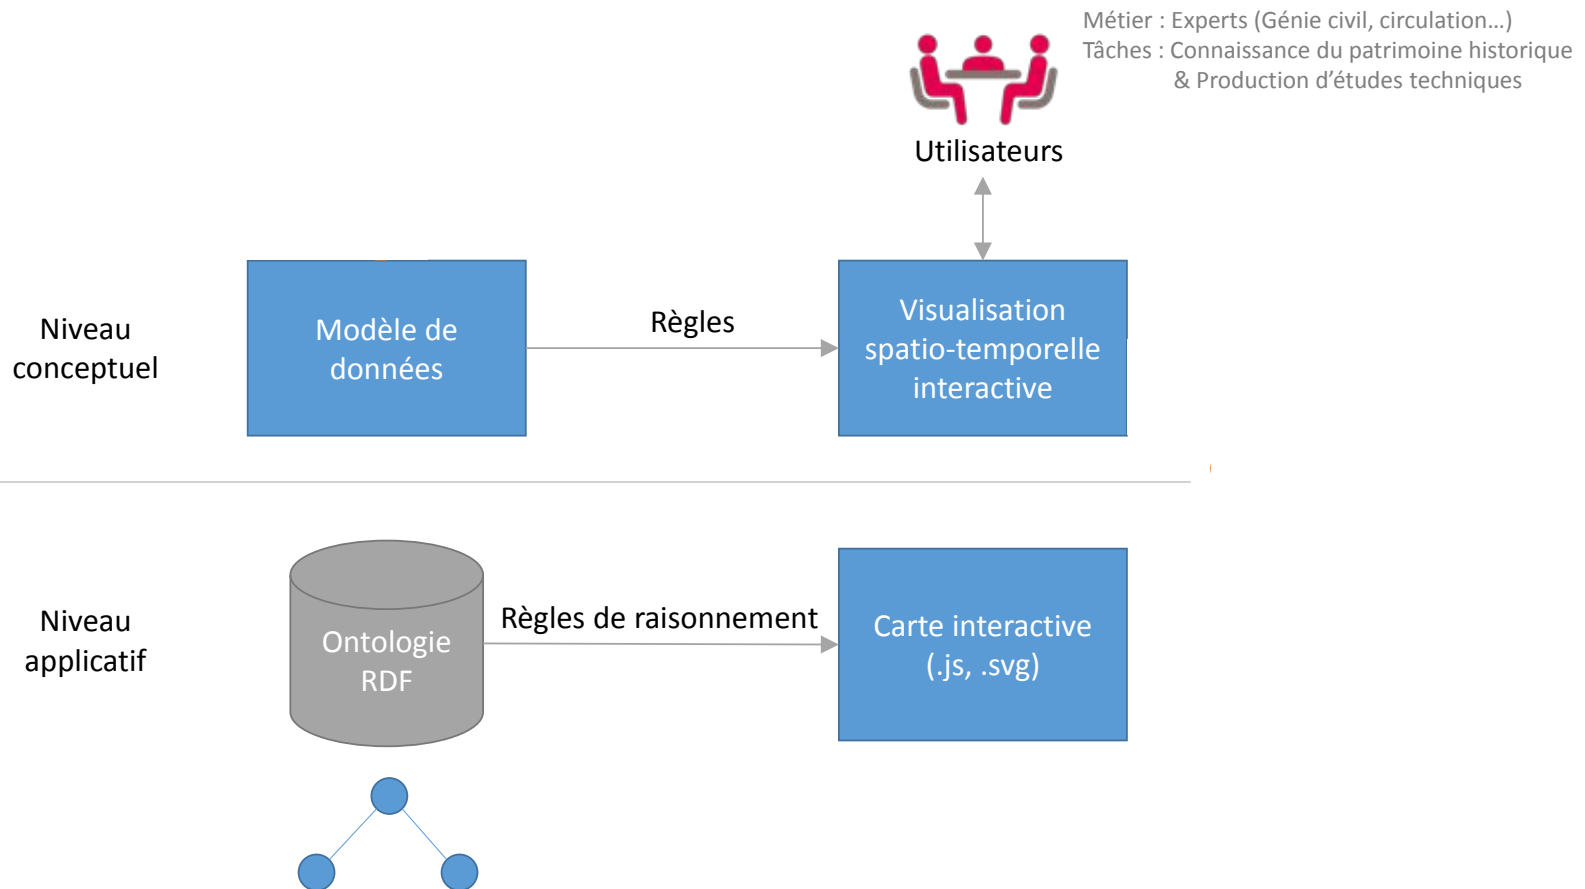 Métier : Experts (Génie civil, circulation…)
Tâches : Connaissance du patrimoine historique
& Production d’études techniques
Utilisateurs
Niveau
conceptuel
Modèle de
données
Règles
Visualisation
spatio-temporelle
interactive
Niveau
applicatif
Ontologie
RDF
Règles de raisonnement
Carte interactive
(.js, .svg)